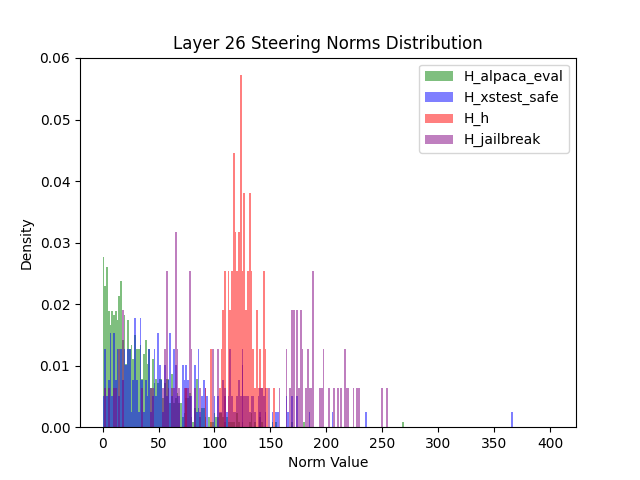 Layer 26 Steering Norms Distribution
H_alpaca_eval
H_xstest_safe
H_h
H_jailbreak
Density
0.06
0.05
0.04
0.03
0.02
0.01
0.00
0 50 100 150 200 250 300 350 400
Norm Value